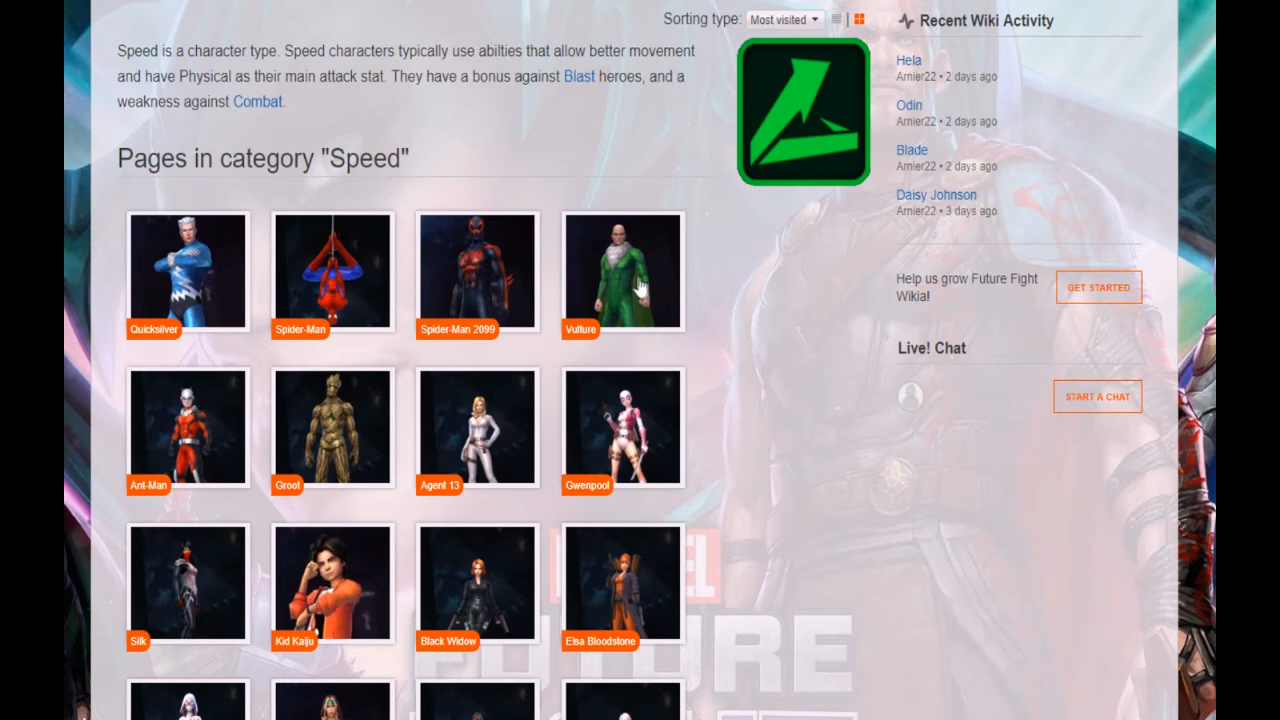 Sorting type: Most visited
Speed is a character type. Speed characters typically use abilties that allow better movement
and have Physical as their main attack stat. They have a bonus against Blast heroes, and a
weakness against Combat.
Pages in category "Speed"
Quicksilver
Spider-Man
Spider-Man 2099
Vulture
Ant-Man
Groot
Agent 13
Gwenpool
Silk
Kid Kaiju
Black Widow
Elsa Bloodstone
FUTURE
Recent Wiki Activity
Hela
Arnier22 • 2 days ago
Odin
Arnier22 • 2 days ago
Blade
Arnier22 • 2 days ago
Daisy Johnson
Arnier22 • 3 days ago
Help us grow Future Fight
Wikia!
GET STARTED
Live! Chat
START A CHAT